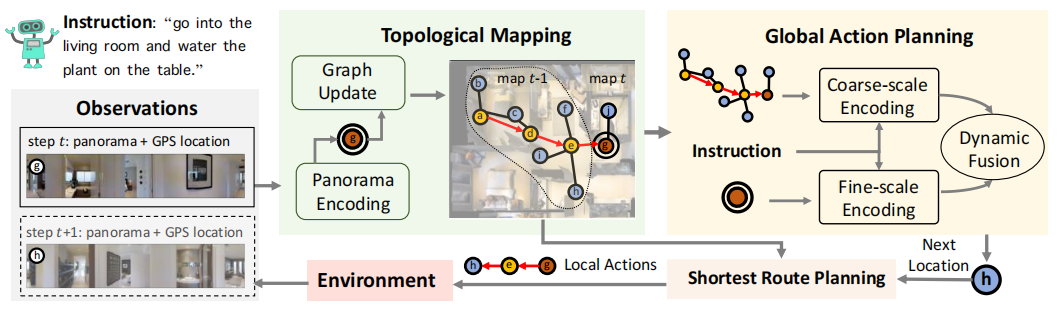 Instruction: "go into the
living room and water the
plant on the table."
Observations
step t: panorama + GPS location
g
step t+1: panorama + GPS location
h
Topological Mapping
Graph
Update
g
Panorama
Encoding
map t-1
map t
b
a
c
d
f
i
e
h
j
g
Global Action Planning
Coarse-scale
Encoding
Instruction
Fine-scale
Encoding
Dynamic
Fusion
Next
Location
h
Shortest Route Planning
h e g Local Actions
Environment